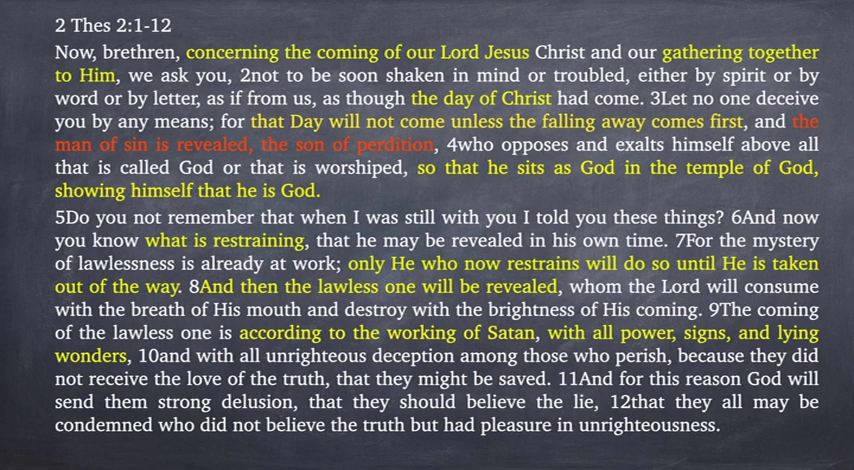 2 Thes 2:1-12
Now, brethren, concerning the coming of our Lord Jesus Christ and our gathering together
to Him, we ask you, 2not to be soon shaken in mind or troubled, either by spirit or by
word or by letter, as if from us, as though the day of Christ had come. 3Let no one deceive
you by any means; for that Day will not come unless the falling away comes first, and the
man of sin is revealed, the son of perdition, 4who opposes and exalts himself above all
that is called God or that is worshiped, so that he sits as God in the temple of God,
showing himself that he is God.
5Do you not remember that when I was still with you I told you these things? 6And now
you know what is restraining, that he may be revealed in his own time. 7For the mystery
of lawlessness is already at work; only He who now restrains will do so until He is taken
out of the way. 8And then the lawless one will be revealed, whom the Lord will consume
with the breath of His mouth and destroy with the brightness of His coming. 9The coming
of the lawless one is according to the working of Satan, with all power, signs, and lying
wonders, 10and with all unrighteous deception among those who perish, because they did
not receive the love of the truth, that they might be saved. 11And for this reason God will
send them strong delusion, that they should believe the lie, 12that they all may be
condemned who did not believe the truth but had pleasure in unrighteousness.